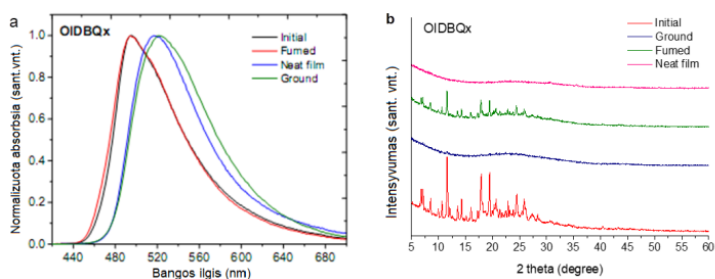 a
OIDBQx
Initial
Fumed
Neat film
Ground
Normalizuota absorbsia (sant.vnt.)
1.0
0.8
0.6
0.4
0.2
0.0
440 480 520 560 600 640 680
Bangos ilgis (nm)
b
OIDBQx
Initial
Ground
Fumed
Neat film
Intensyvumas (sant. vnt.)
5 10 15 20 25 30 35 40 45 50 55 60
2 theta (degree)